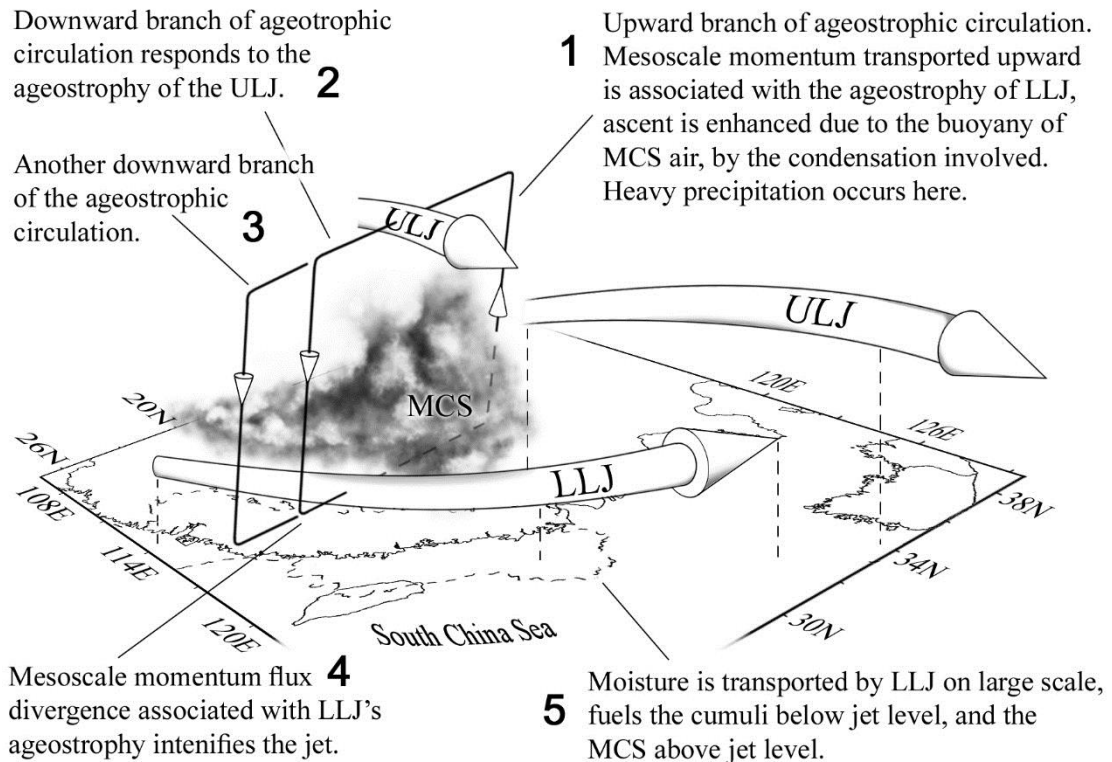 Downward branch of ageotrophic
circulation responds to the
ageostrophy of the ULJ. 2
1 Upward branch of ageostrophic circulation.
Mesoscale momentum transported upward
is associated with the ageostrophy of LLJ,
ascent is enhanced due to the buoyany of
MCS air, by the condensation involved.
Heavy precipitation occurs here.
Another downward branch
of the ageostrophic
circulation. 3
ULJ
ULJ
MCS
LLJ
20N
26N
108E
114E
120E
120E
126E
38N
34N
30N
South China Sea
Mesoscale momentum flux 4
divergence associated with LLJ's
ageostrophy intenifies the jet.
5 Moisture is transported by LLJ on large scale,
fuels the cumuli below jet level, and the
MCS above jet level.